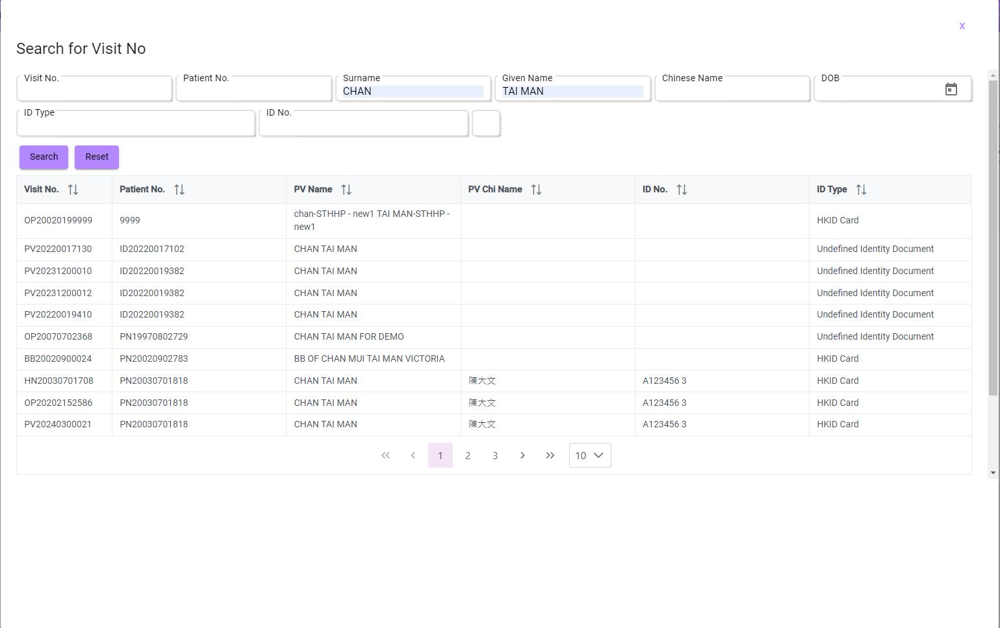 x
Search for Visit No
Visit No. Patient No. Surname Given Name Chinese Name DOB
CHAN TAI MAN
ID Type ID No.
Search Reset
Visit No. Patient No. PV Name PV Chi Name ID No. ID Type
OP20020199999 9999 chan-STHHP - new1 TAI MAN-STHHP - HKID Card
new1
PV20220017130 ID20220017102 CHAN TAI MAN Undefined Identity Document
PV20231200010 ID20220019382 CHAN TAI MAN Undefined Identity Document
PV20231200012 ID20220019382 CHAN TAI MAN Undefined Identity Document
PV20220019410 ID20220019382 CHAN TAI MAN Undefined Identity Document
OP20070702368 PN19970802729 CHAN TAI MAN FOR DEMO Undefined Identity Document
BB20020900024 PN20020902783 BB OF CHAN MUI TAI MAN VICTORIA HKID Card
HN20030701708 PN20030701818 CHAN TAI MAN 陳大文 A123456 3 HKID Card
OP20202152586 PN20030701818 CHAN TAI MAN 陳大文 A123456 3 HKID Card
PV20240300021 PN20030701818 CHAN TAI MAN 陳大文 A123456 3 HKID Card
1 2 3 10